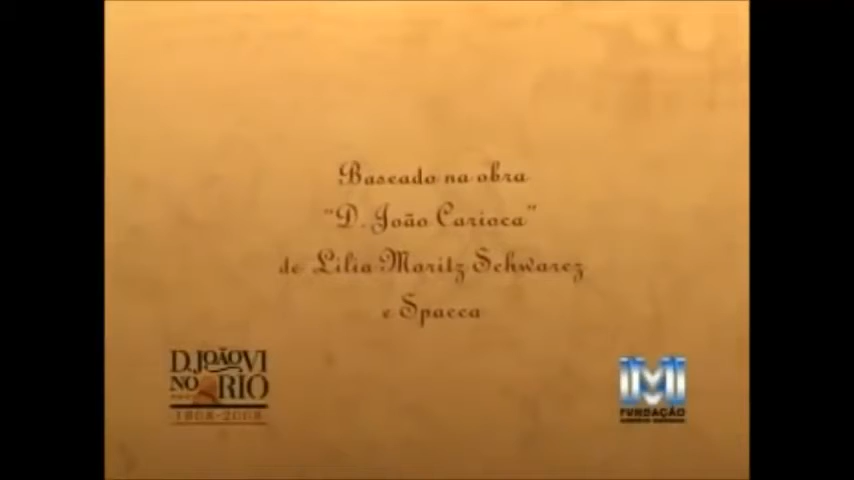 Baseado na obra
"D. João Carioca"
de Lilia Moritz Schwarcz
e Spacca
D. JOÃO VI
NO RIO
1808-2008
FUNDAÇÃO